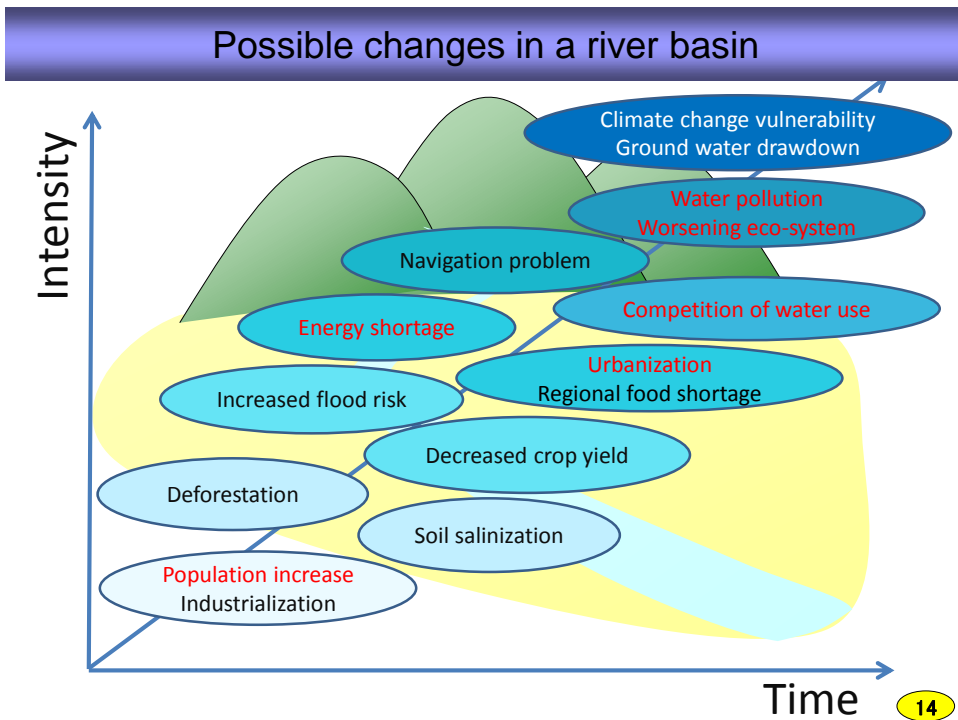 Possible changes in a river basin
Intensity
Climate change vulnerability
Ground water drawdown
Water pollution
Worsening eco-system
Navigation problem
Competition of water use
Energy shortage
Urbanization
Regional food shortage
Increased flood risk
Decreased crop yield
Deforestation
Soil salinization
Population increase
Industrialization
Time
14